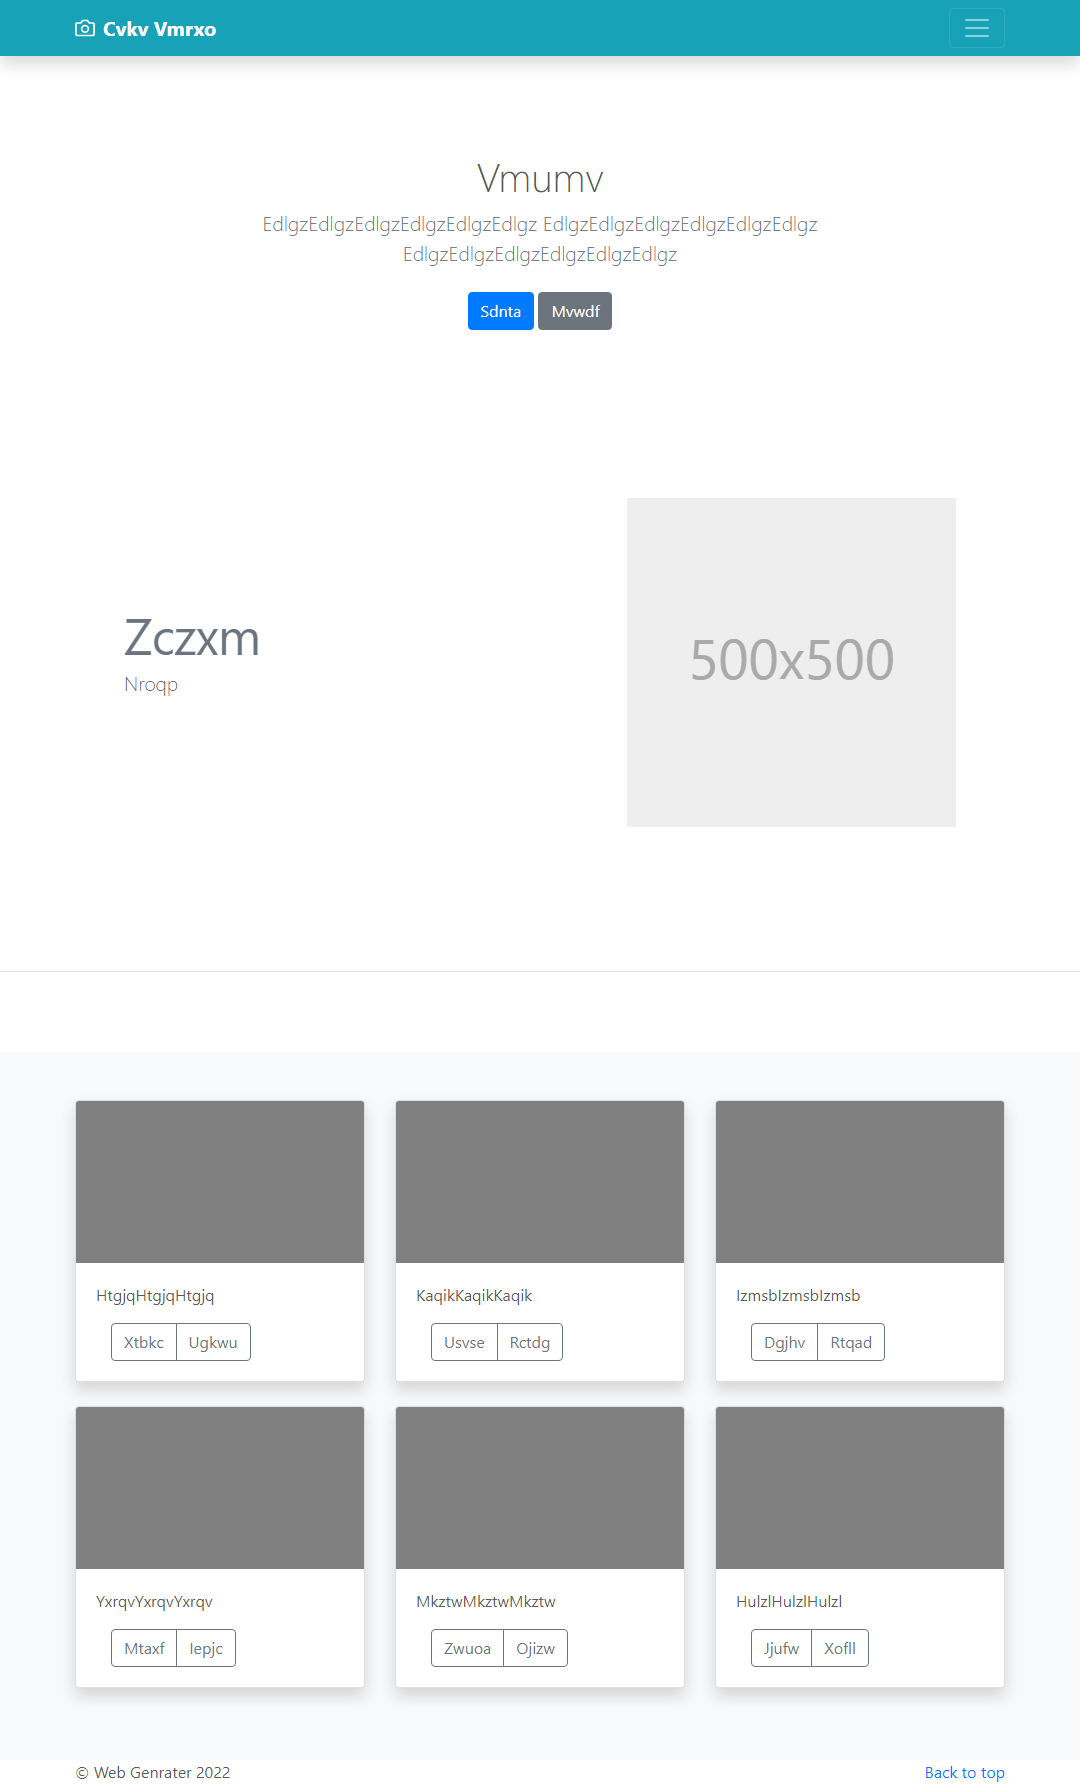 Cvkv Vmrxo
Vmumv
EdlgzEdlgzEdlgzEdlgzEdlgzEdlgz EdlgzEdlgzEdlgzEdlgzEdlgzEdlgz
EdlgzEdlgzEdlgzEdlgzEdlgzEdlgz
Sdnta Mvwdf
Zczxm
Nroqp
500x500
HtgjqHtgjqHtgjq
Xtbkc Ugkwu
KaqikKaqikKaqik
Usvse Rctdg
IzmsbIzmsbIzmsb
Dgjhv Rtqad
YxrqvYxrqvYxrqv
Mtaxf Iepjc
MkztwMkztwMkztw
Zwuoa Ojizw
HulzlHulzlHulzl
Jjufw Xofll
© Web Genrater 2022
Back to top